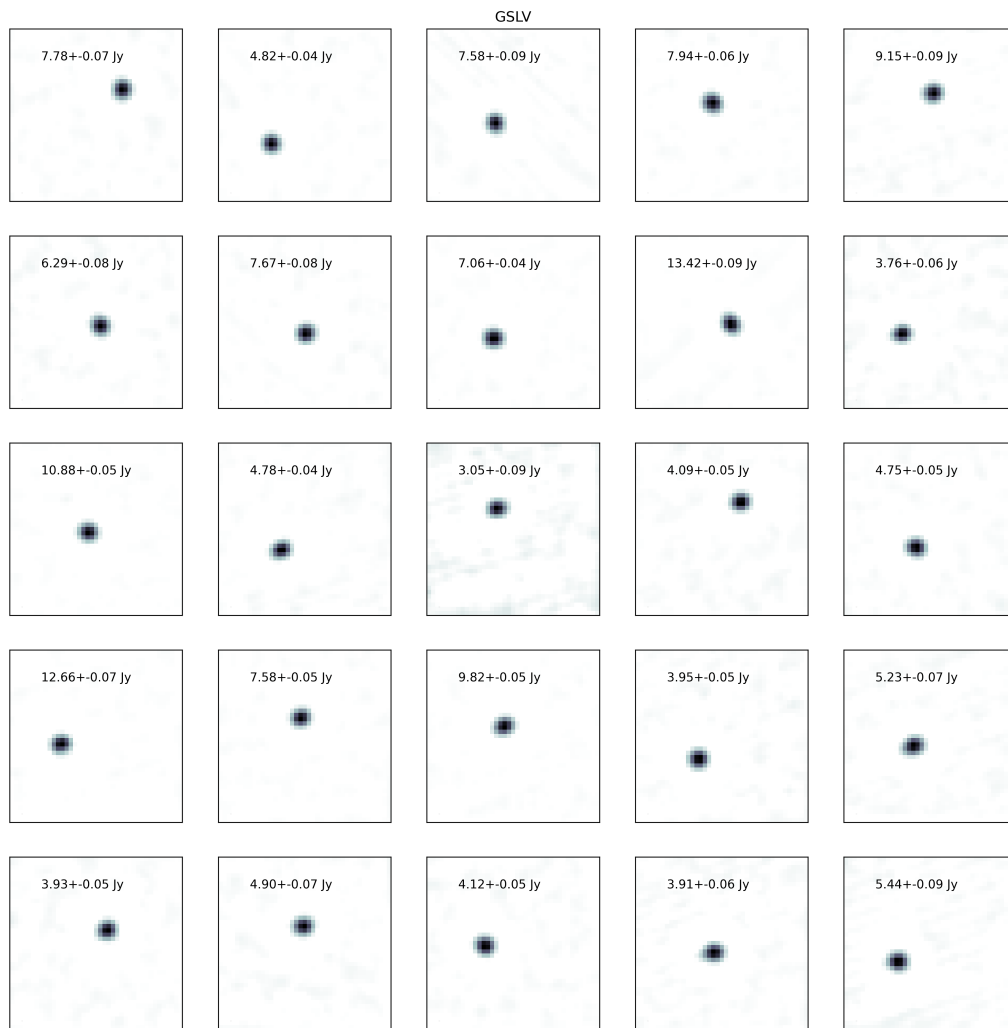 GSLV
7.78+-0.07 Jy
4.82+-0.04 Jy
7.58+-0.09 Jy
7.94+-0.06 Jy
9.15+-0.09 Jy
6.29+-0.08 Jy
7.67+-0.08 Jy
7.06+-0.04 Jy
13.42+-0.09 Jy
3.76+-0.06 Jy
10.88+-0.05 Jy
4.78+-0.04 Jy
3.05+-0.09 Jy
4.09+-0.05 Jy
4.75+-0.05 Jy
12.66+-0.07 Jy
7.58+-0.05 Jy
9.82+-0.05 Jy
3.95+-0.05 Jy
5.23+-0.07 Jy
3.93+-0.05 Jy
4.90+-0.07 Jy
4.12+-0.05 Jy
3.91+-0.06 Jy
5.44+-0.09 Jy